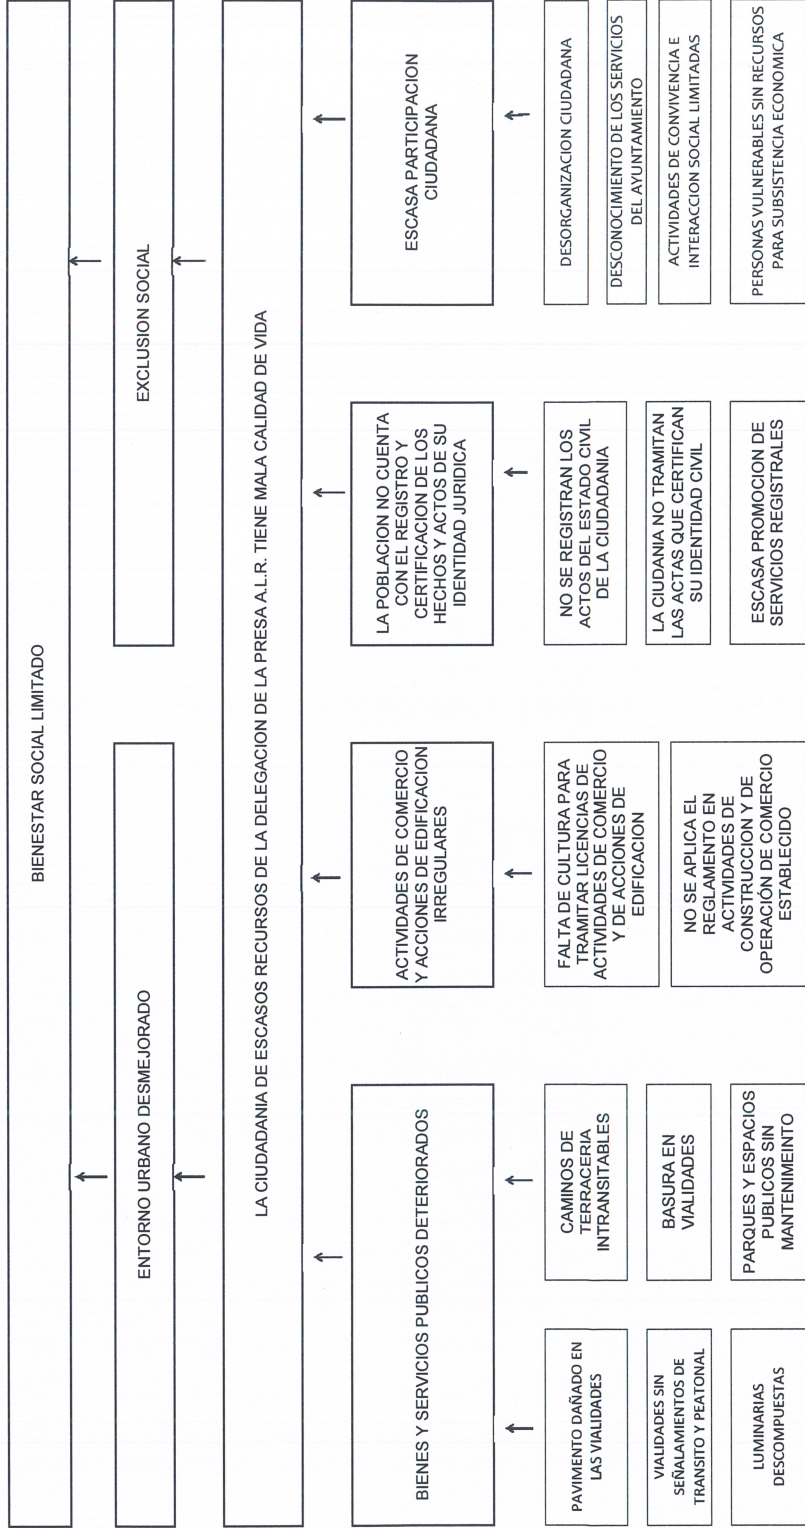 BIENESTAR SOCIAL LIMITADO
ENTORNO URBANO DESMEJORADO
EXCLUSION SOCIAL
LA CIUDADANIA DE ESCASOS RECURSOS DE LA DELEGACION DE LA PRESA A.L.R. TIENE MALA CALIDAD DE VIDA
BIENES Y SERVICIOS PUBLICOS DETERIORADOS
ACTIVIDADES DE COMERCIO
Y ACCIONES DE EDIFICACION
IRREGULARES
LA POBLACION NO CUENTA
CON EL REGISTRO Y
CERTIFICACION DE LOS
HECHOS Y ACTOS DE SU
IDENTIDAD JURIDICA
ESCASA PARTICIPACION
CIUDADANA
PAVIMENTO DAÑADO EN
LAS VIALIDADES
VIALIDADES SIN
SEÑALAMIENTOS DE
TRANSITO Y PEATONAL
LUMINARIAS
DESCOMPUESTAS
CAMINOS DE
TERRACERIA
INTRANSITABLES
BASURA EN
VIALIDADES
PARQUES Y ESPACIOS
PUBLICOS SIN
MANTENIMEINTO
FALTA DE CULTURA PARA
TRAMITAR LICENCIAS DE
ACTIVIDADES DE COMERCIO
Y DE ACCIONES DE
EDIFICACION
NO SE APLICA EL
REGLAMENTO EN
ACTIVIDADES DE
CONSTRUCCION Y DE
OPERACIÓN DE COMERCIO
ESTABLECIDO
NO SE REGISTRAN LOS
ACTOS DEL ESTADO CIVIL
DE LA CIUDADANIA
LA CIUDANIA NO TRAMITAN
LAS ACTAS QUE CERTIFICAN
SU IDENTIDAD CIVIL
ESCASA PROMOCION DE
SERVICIOS REGISTRALES
DESORGANIZACION CIUDADANA
DESCONOCIMIENTO DE LOS SERVICIOS
DEL AYUNTAMIENTO
ACTIVIDADES DE CONVIVENCIA E
INTERACCION SOCIAL LIMITADAS
PERSONAS VULNERABLES SIN RECURSOS
PARA SUBSISTENCIA ECONOMICA